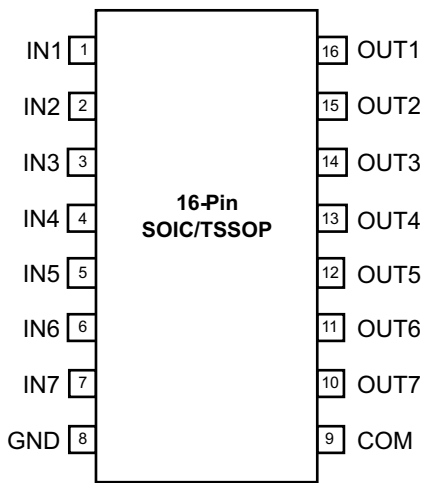 IN1 1 16 OUT1
IN2 2 15 OUT2
IN3 3 14 OUT3
IN4 4 13 OUT4
16-Pin
SOIC/TSSOP
IN5 5 12 OUT5
IN6 6 11 OUT6
IN7 7 10 OUT7
GND 8 9 COM